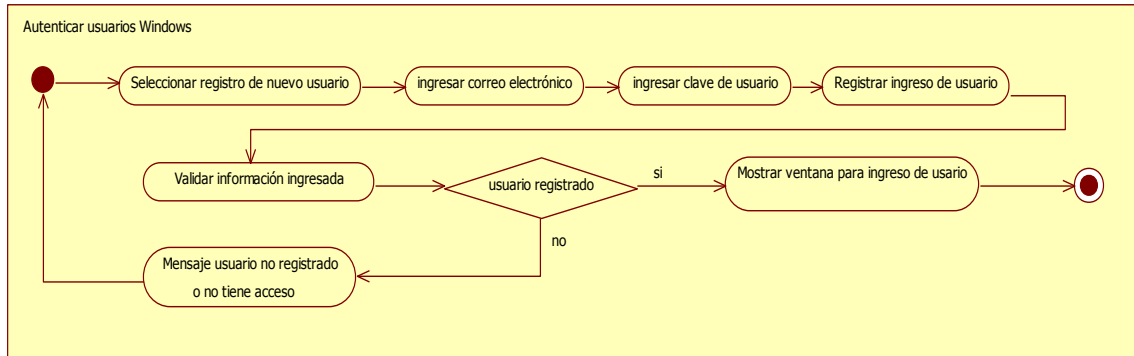 Autenticar usuarios Windows
Seleccionar registro de nuevo usuario
ingresar correo electrónico
ingresar clave de usuario
Registrar ingreso de usuario
Validar información ingresada
usuario registrado
si
Mostrar ventana para ingreso de usario
no
Mensaje usuario no registrado
o no tiene acceso